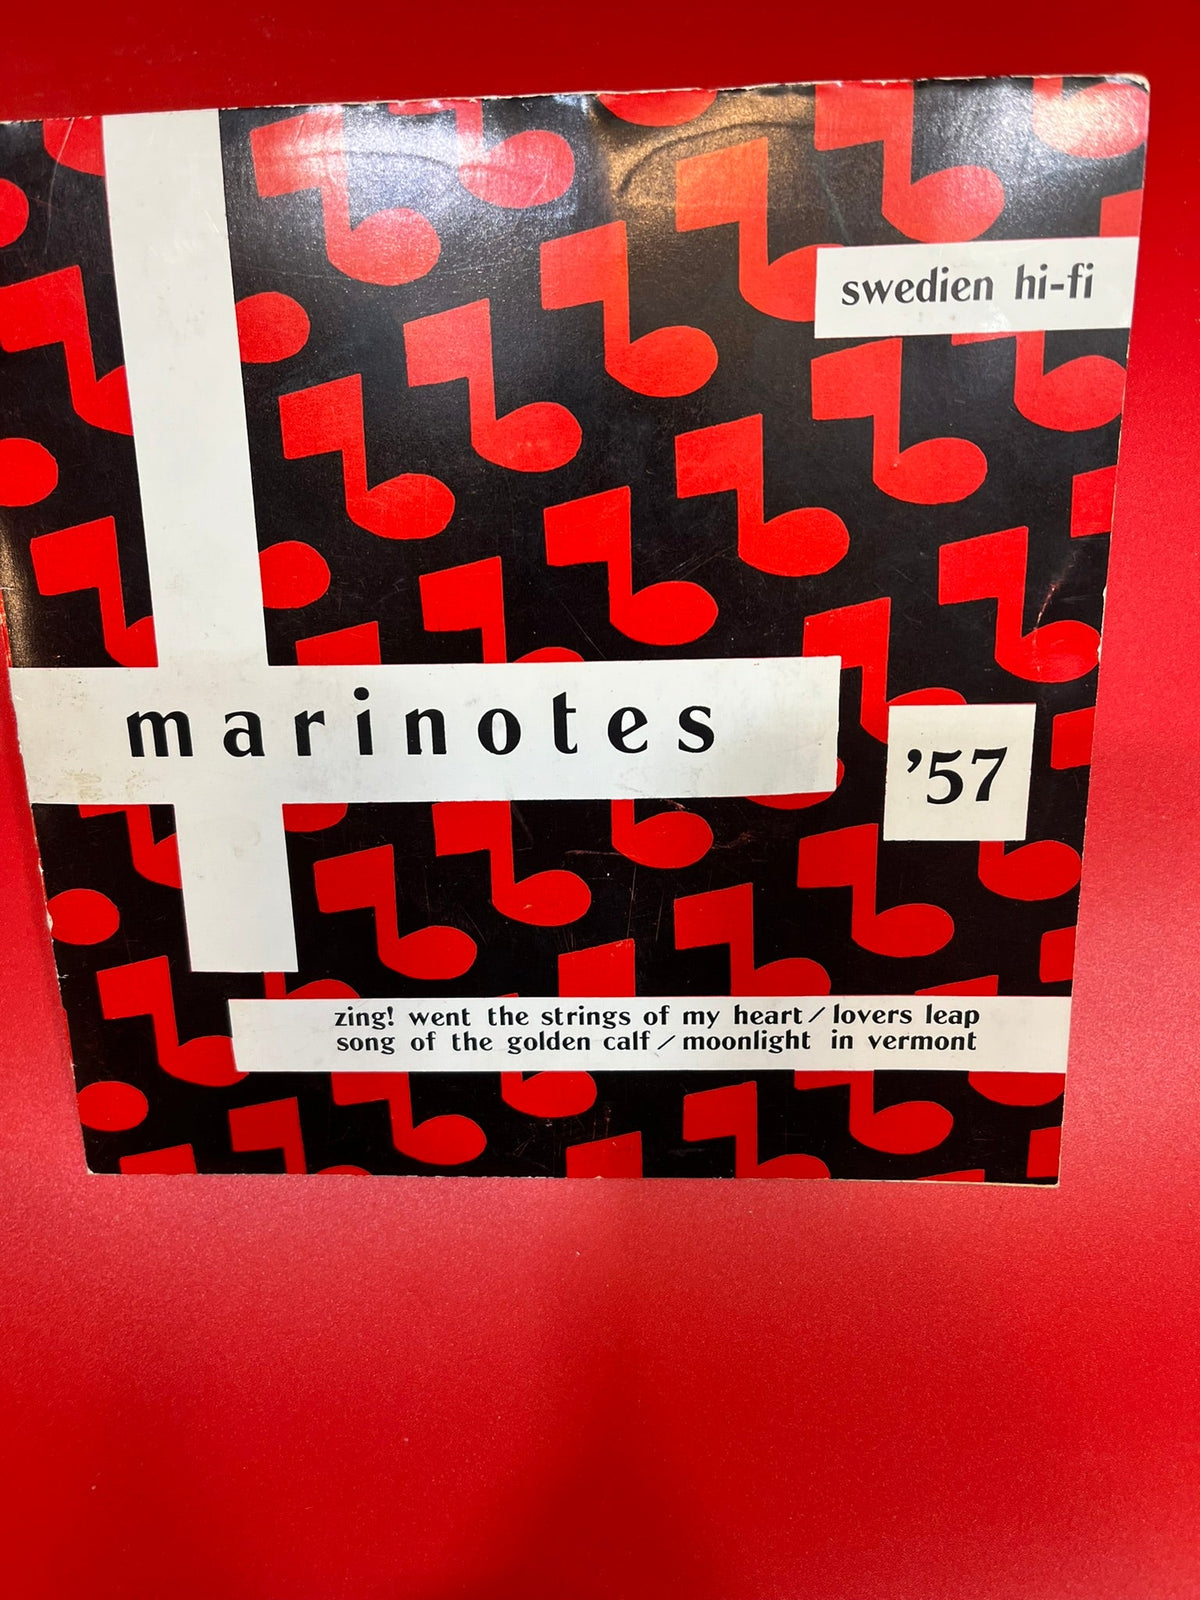 swedien hi-fi
marinotes
’57
zing! went the strings of my heart / lovers leap
song of the golden calf / moonlight in vermont